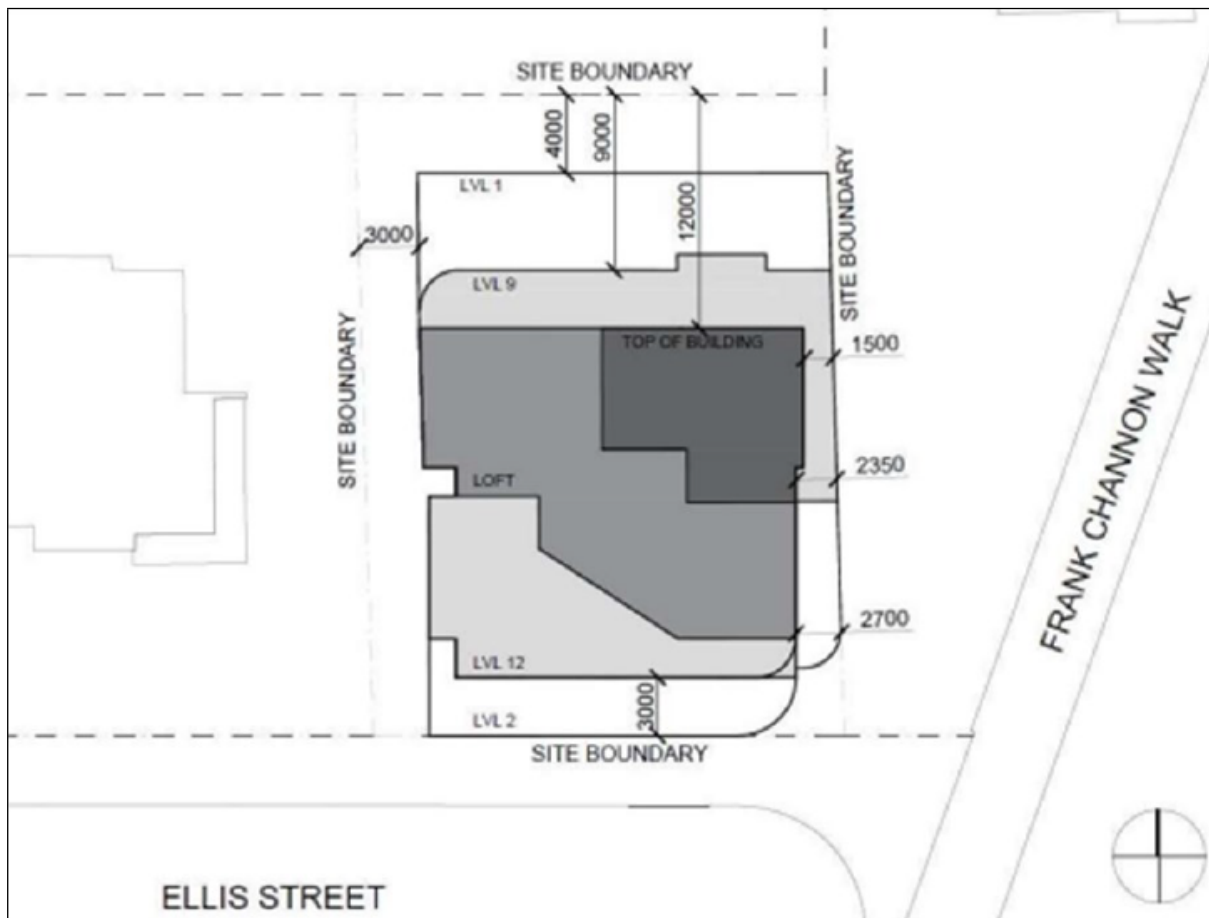 SITE BOUNDARY
4000
9000
12000
LVL 1
3000
SITE BOUNDARY
LVL 9
TOP OF BUILDING
1500
SITE BOUNDARY
FRANK CHANNON WALK
LOFT
2350
2700
LVL 12
3000
LVL 2
SITE BOUNDARY
ELLIS STREET